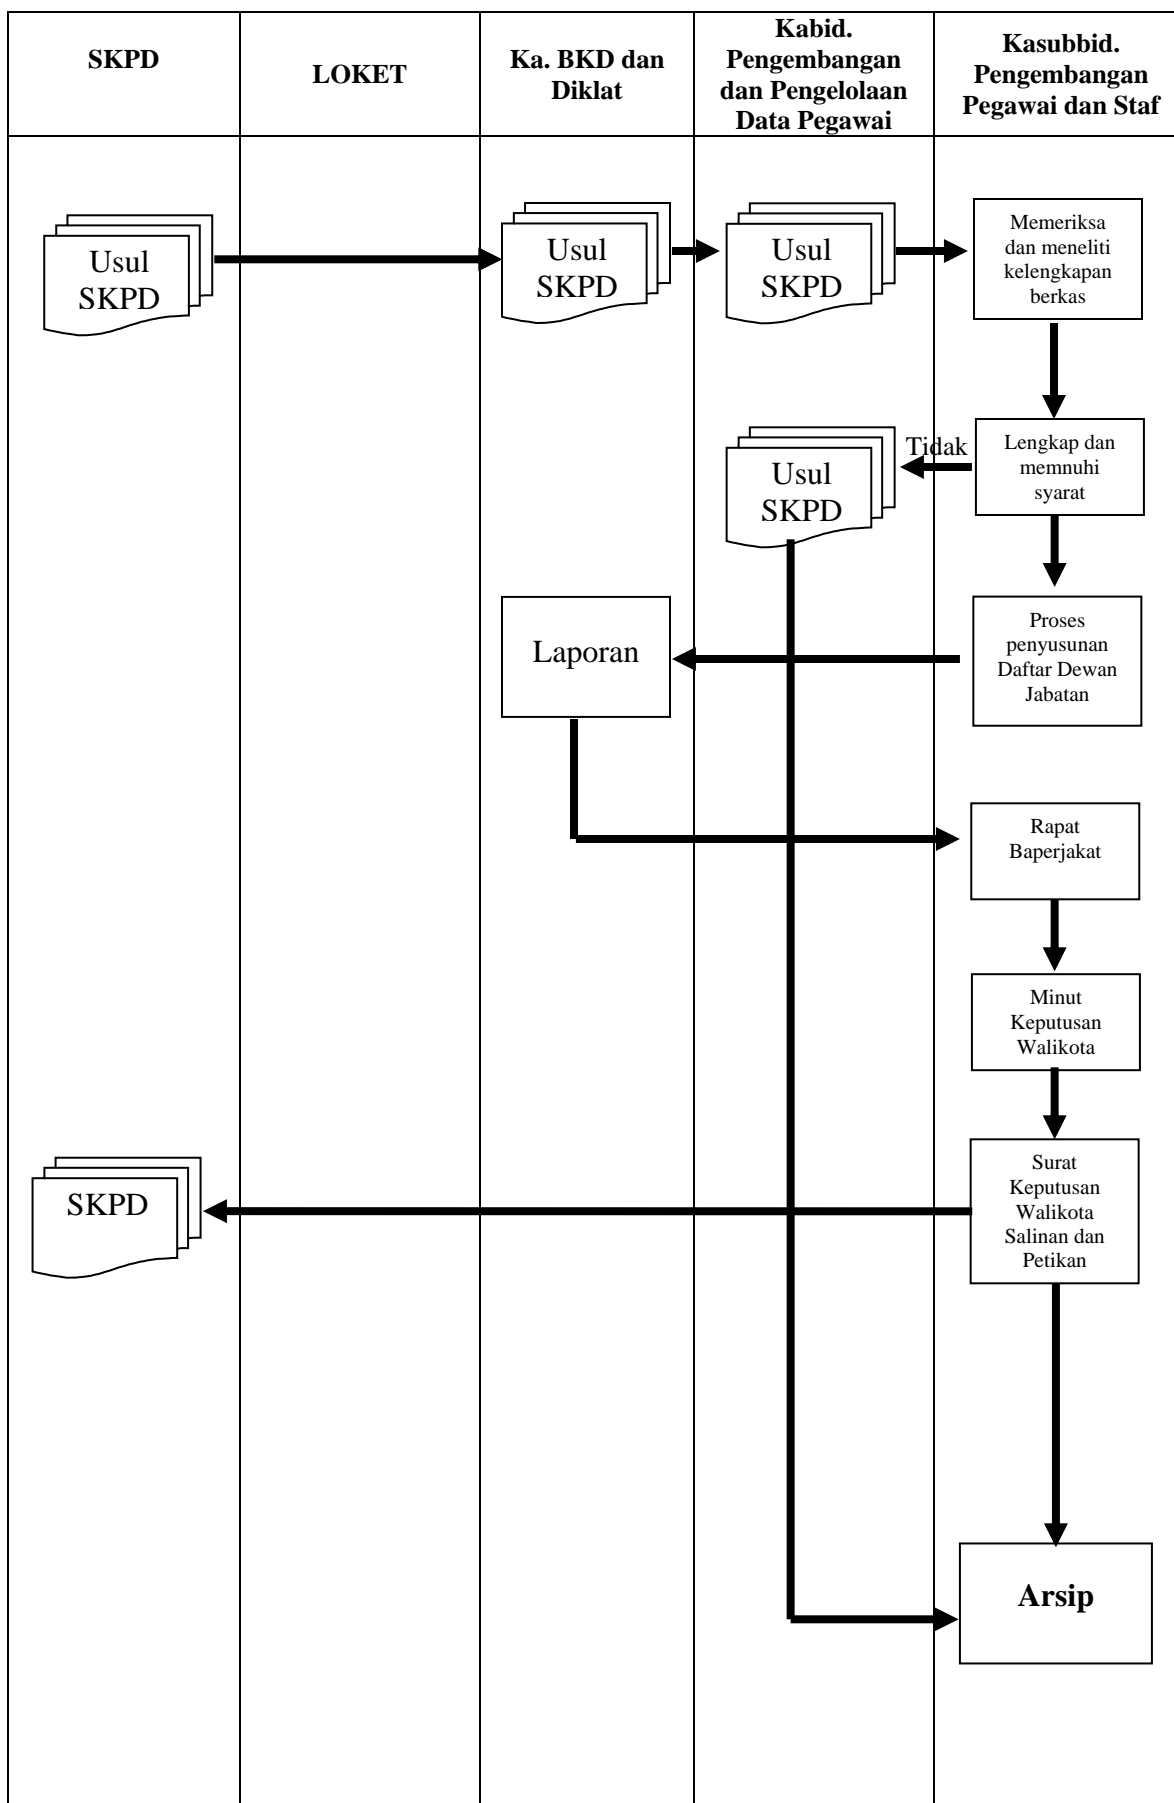 SKPD
LOKET
Ka. BKD dan
Diklat
Kabid.
Pengembangan
dan Pengelolaan
Data Pegawai
Kasubbid.
Pengembangan
Pegawai dan Staf
Usul
SKPD
Usul
SKPD
Usul
SKPD
Memeriksa
dan meneliti
kelengkapan
berkas
Usul
SKPD
Tidak
Lengkap dan
memnuhi
syarat
Laporan
Proses
penyusunan
Daftar Dewan
Jabatan
Rapat
Baperjakat
Minut
Keputusan
Walikota
SKPD
Surat
Keputusan
Walikota
Salinan dan
Petikan
Arsip